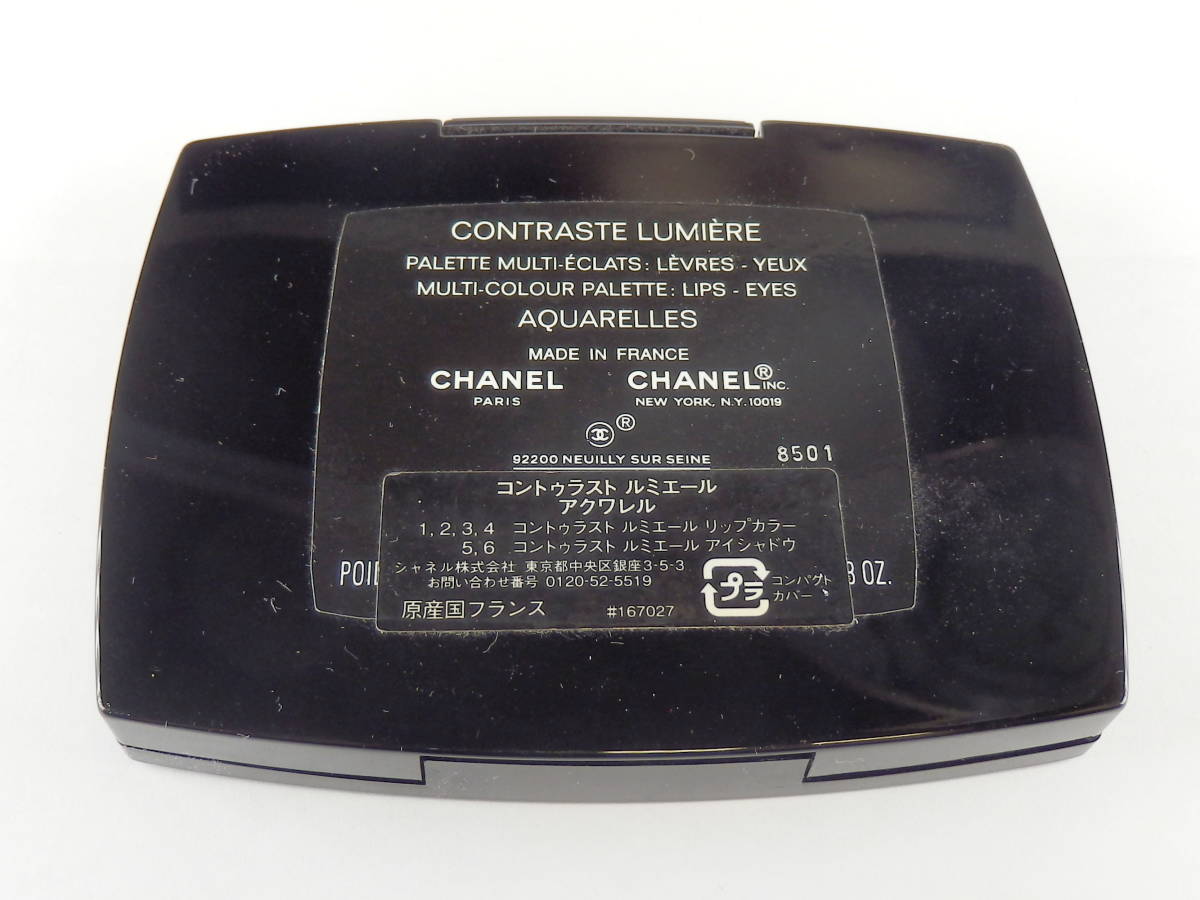 CONTRASTE LUMIÈRE
PALETTE MULTI-ÉCLATS: LÈVRES - YEUX
MULTI-COLOUR PALETTE: LIPS - EYES
AQUARELLES
MADE IN FRANCE
CHANEL CHANEL® INC.
PARIS NEW YORK, N.Y. 10019
®
92200 NEUILLY SUR SEINE 8501
コントゥラスト ルミエール
アクワレル
1, 2, 3, 4 コントゥラスト ルミエール リップカラー
5, 6 コントゥラスト ルミエール アイシャドウ
シャネル株式会社 東京都中央区銀座3-5-3
お問い合わせ番号 0120-52-5519
原産国フランス #167027
プラ コンパクト
カバー
OZ.